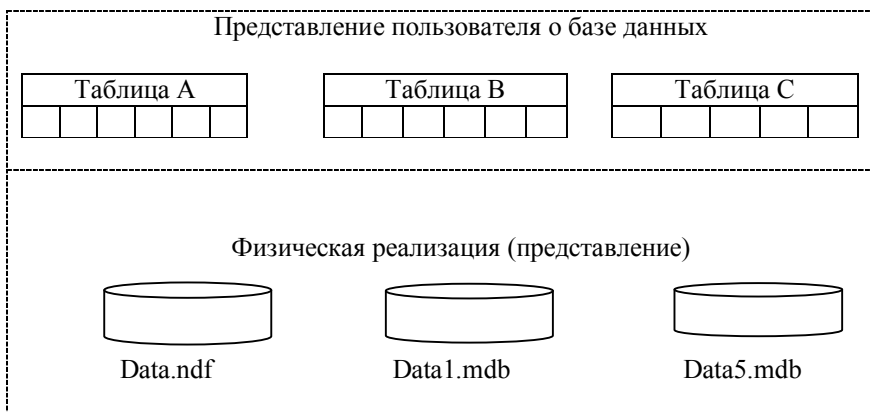 Представление пользователя о базе данных
Таблица А
Таблица В
Таблица С
Физическая реализация (представление)
Data.ndf
Data1.mdb
Data5.mdb